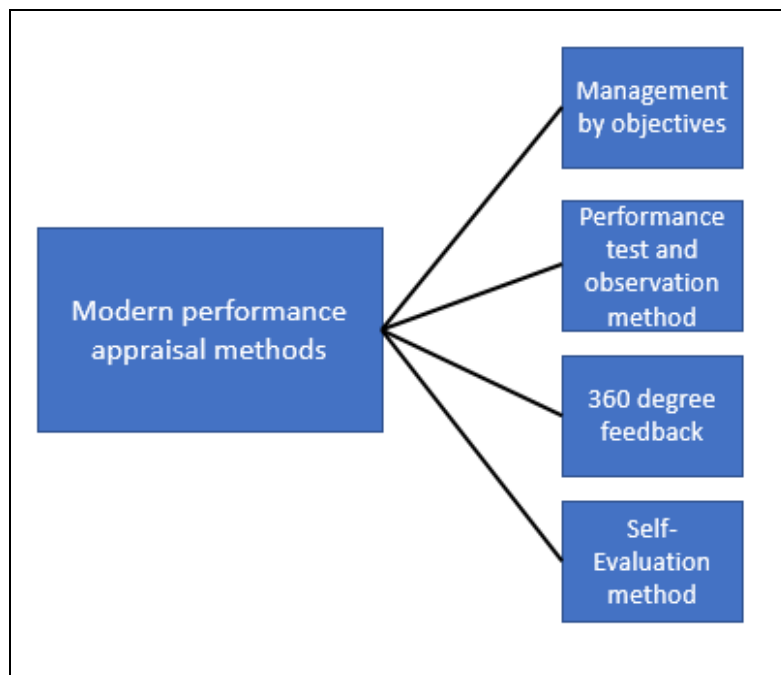 Modern performance
appraisal methods
Management
by objectives
Performance
test and
observation
method
360 degree
feedback
Self-
Evaluation
method